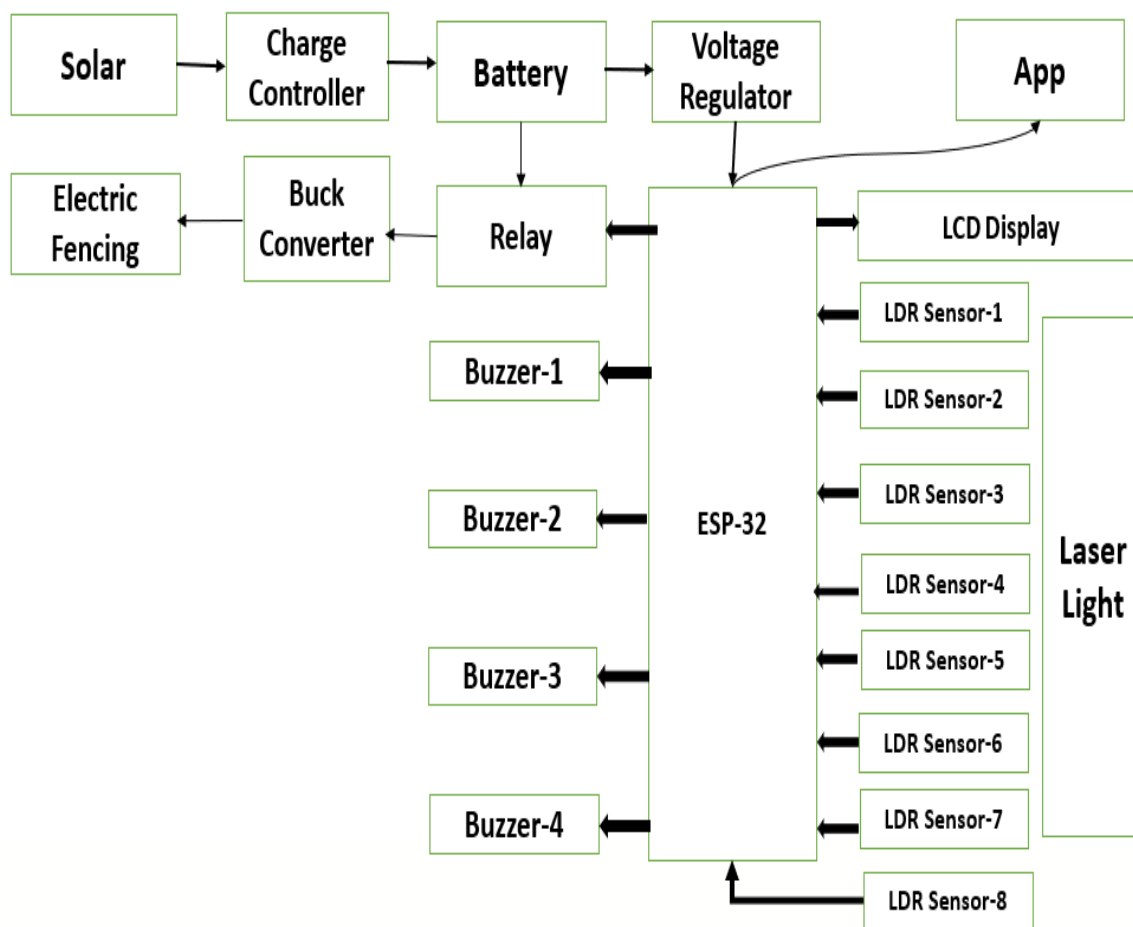 Solar
Charge
Controller
Battery
Voltage
Regulator
App
Electric
Fencing
Buck
Converter
Relay
LCD Display
LDR Sensor-1
Buzzer-1
LDR Sensor-2
LDR Sensor-3
Buzzer-2
ESP-32
Laser
Light
LDR Sensor-4
LDR Sensor-5
Buzzer-3
LDR Sensor-6
LDR Sensor-7
Buzzer-4
LDR Sensor-8